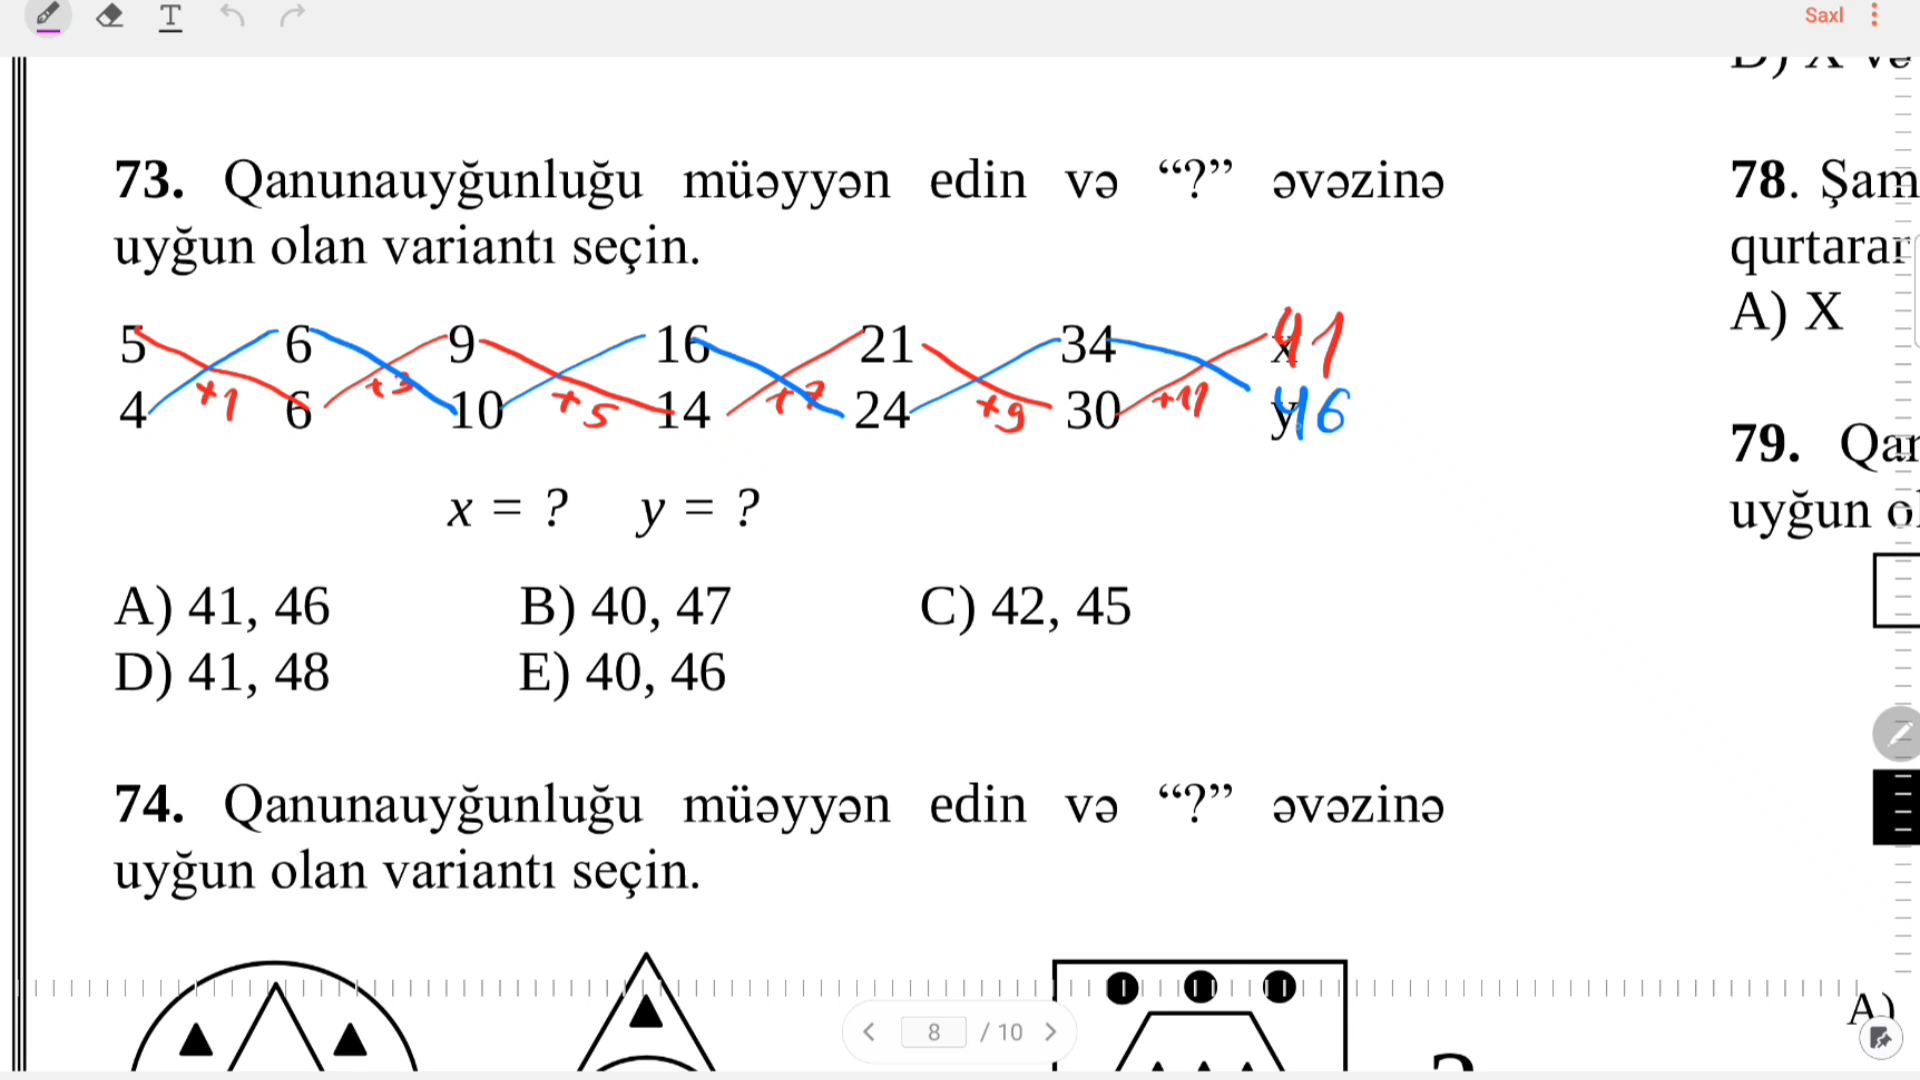 T
Saxl
73. Qanunauyğunluğu müəyyən edin və “?” əvəzinə
uyğun olan variantı seçin.
5 6 9 16 21 34 x 41
+1 +3 +5 +7 +9 +11
4 6 10 14 24 30 y 46
x = ? y = ?
A) 41, 46 B) 40, 47 C) 42, 45
D) 41, 48 E) 40, 46
74. Qanunauyğunluğu müəyyən edin və “?” əvəzinə
uyğun olan variantı seçin.
8 / 10
78. Şam
qurtarar
A) X
79. Qar
uyğun ol
A)